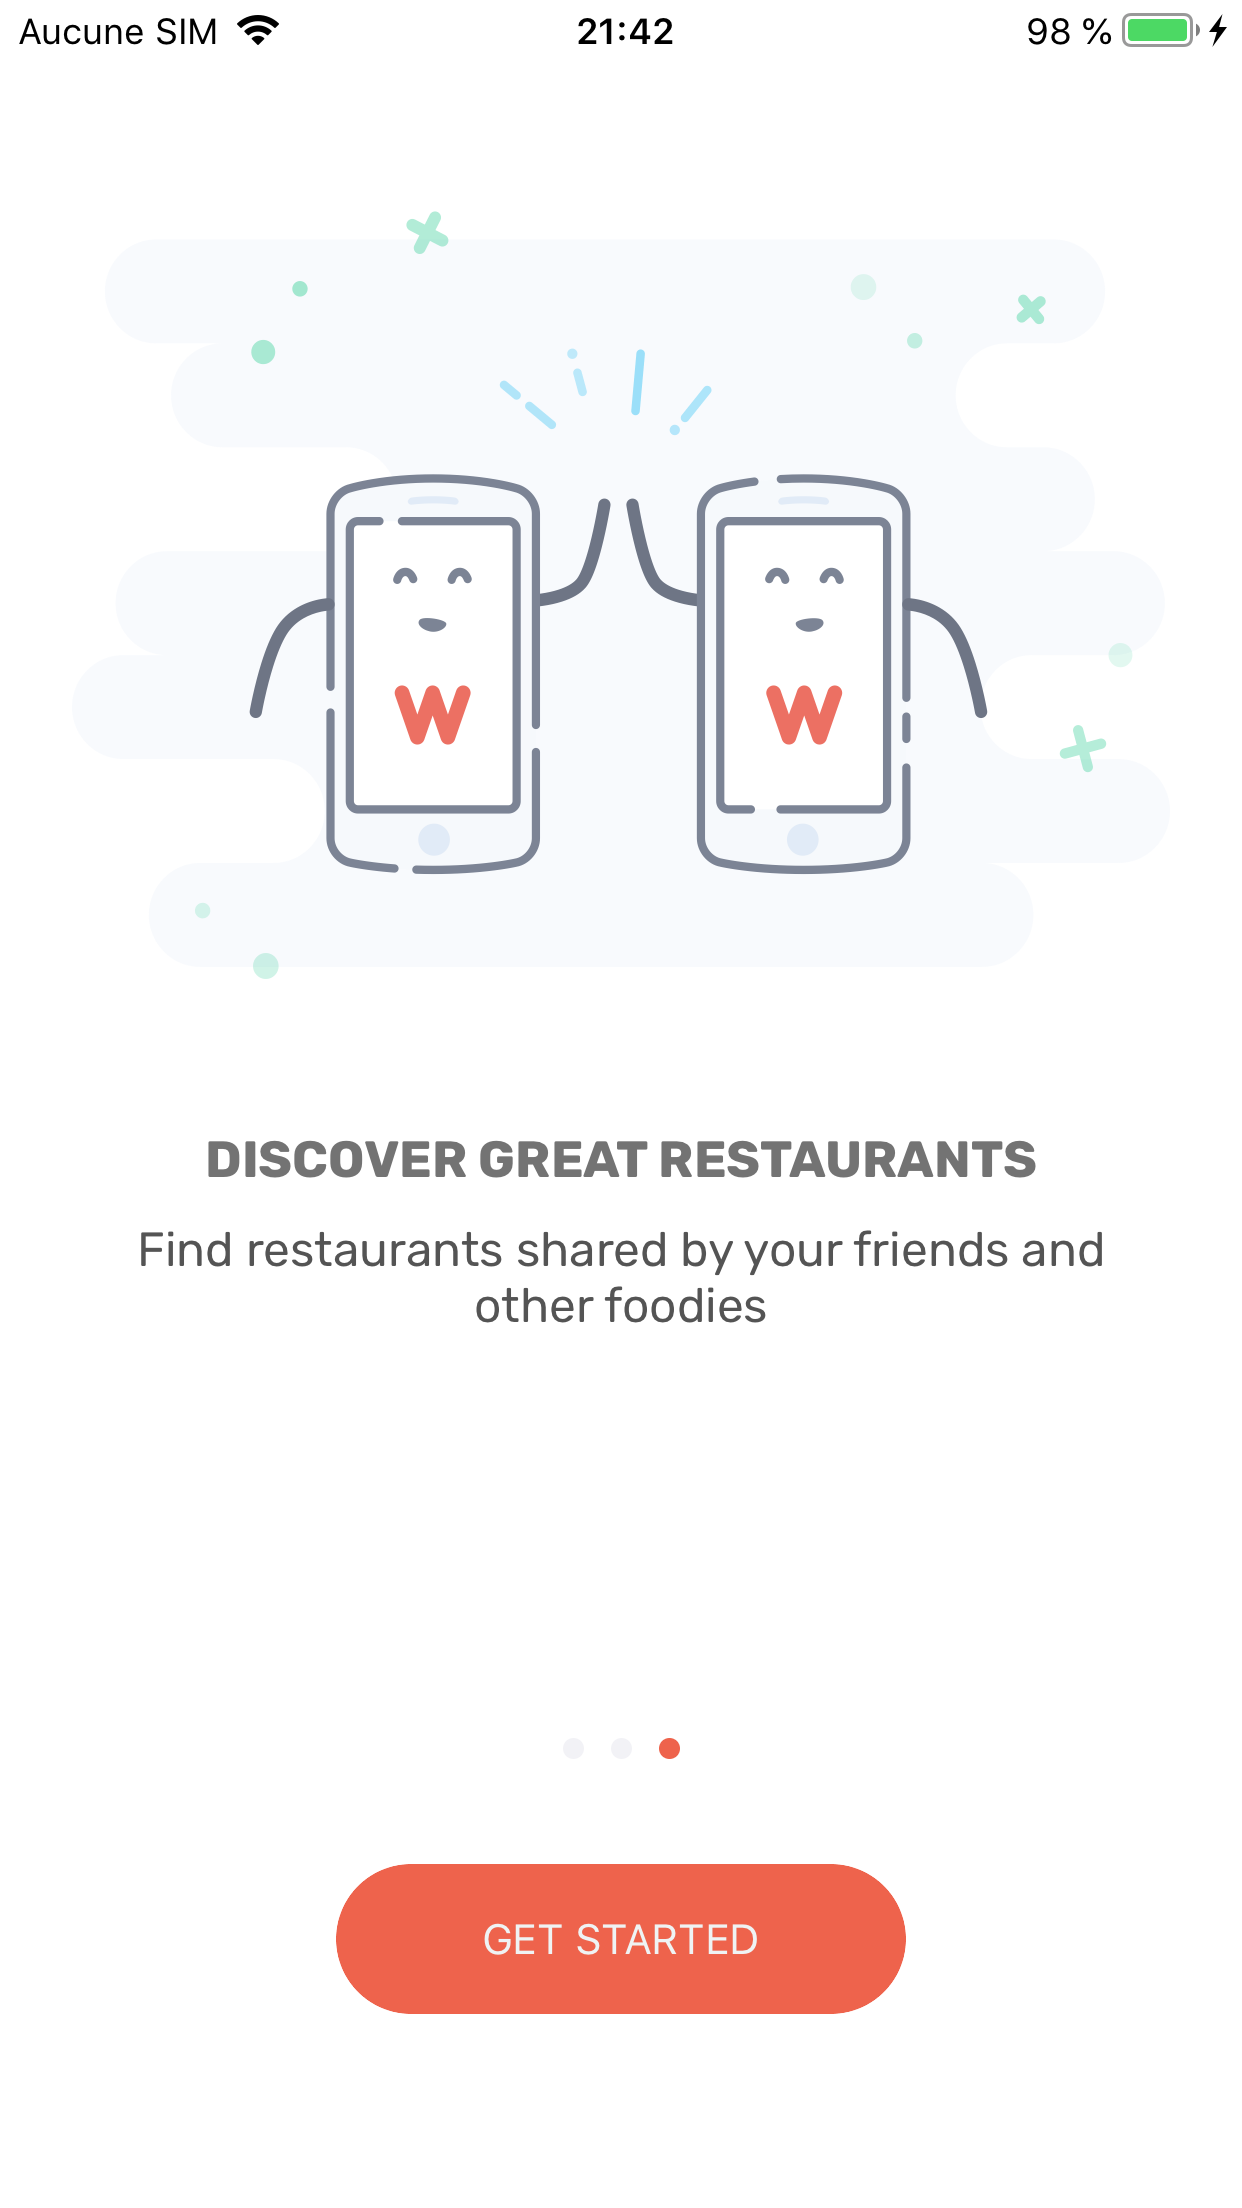 Aucune SIM 21:42 98 %
W W
DISCOVER GREAT RESTAURANTS
Find restaurants shared by your friends and
other foodies
GET STARTED